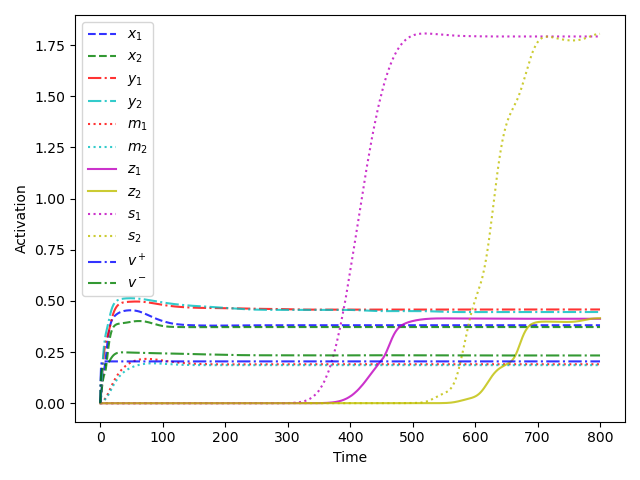 1.75
1.50
1.25
1.00
0.75
0.50
0.25
0.00
Activation
x₁
x₂
y₁
y₂
m₁
m₂
z₁
z₂
s₁
s₂
v⁺
v⁻
0 100 200 300 400 500 600 700 800
Time